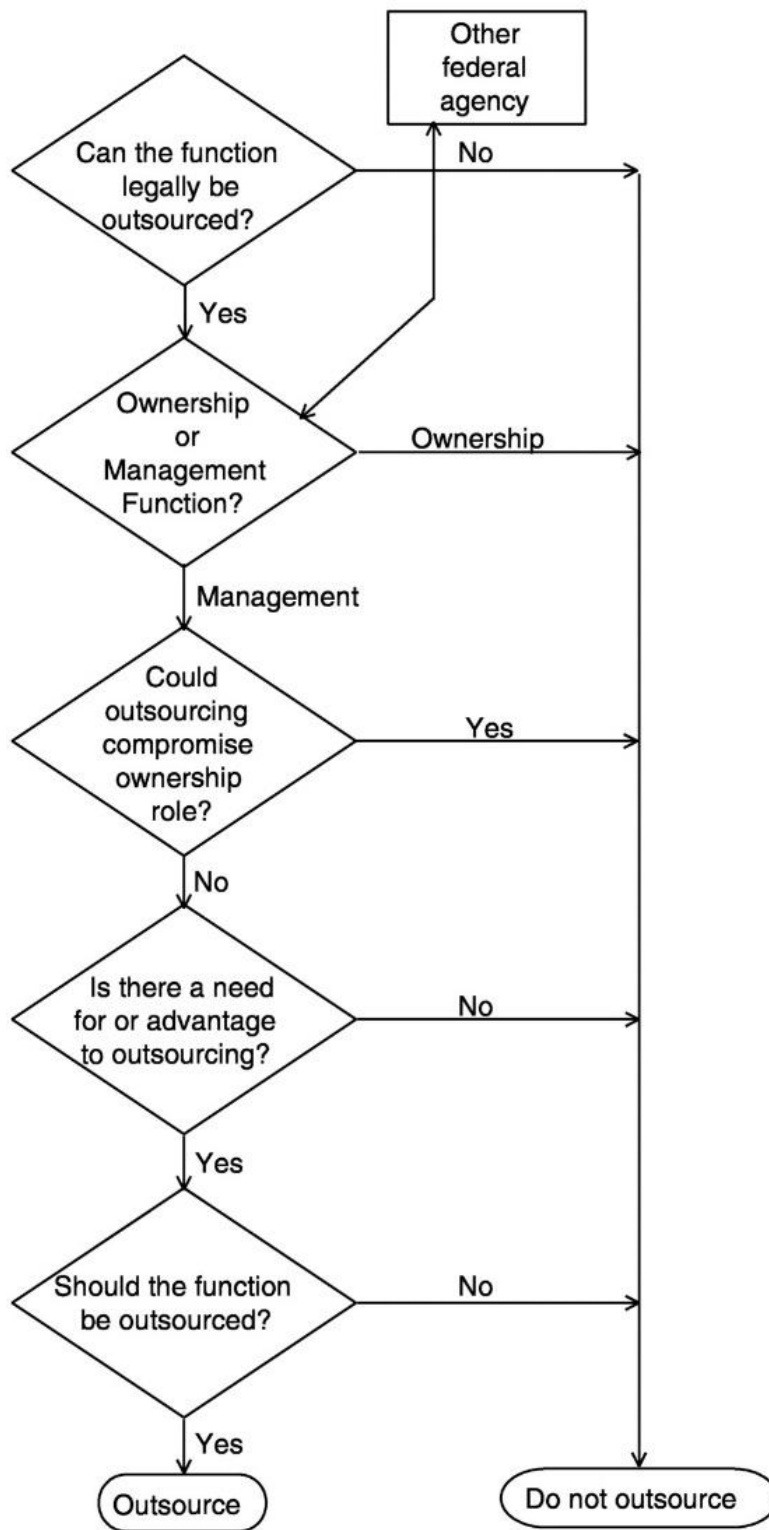 Other
federal
agency
Can the function
legally be
outsourced?
No
Yes
Ownership
or
Management
Function?
Ownership
Management
Could
outsourcing
compromise
ownership
role?
Yes
No
Is there a need
for or advantage
to outsourcing?
No
Yes
Should the function
be outsourced?
No
Yes
Outsource
Do not outsource